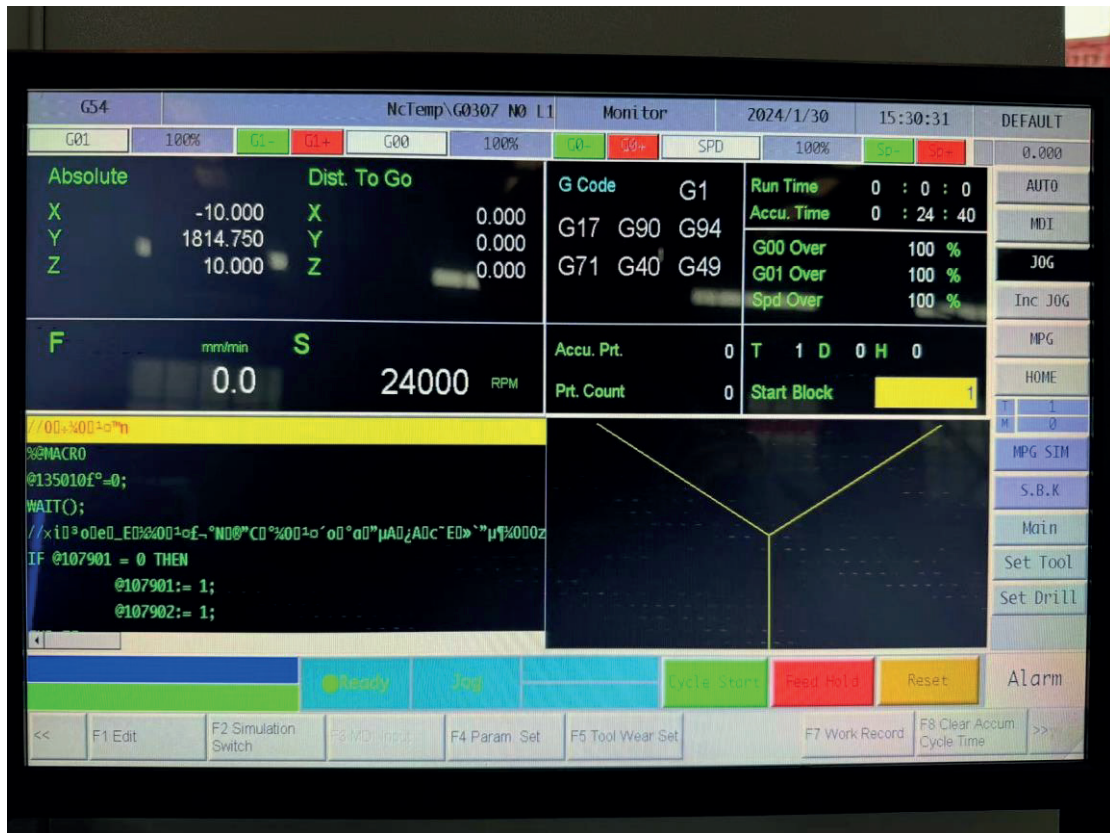 G54 NcTemp\G0307 N0 L1 Monitor 2024/1/30 15:30:31 DEFAULT
G01 100% G1- G1+ G00 100% G0- G0+ SPD 100% Sp- Sp+ 0.000
Absolute Dist. To Go
X -10.000 X 0.000
Y 1814.750 Y 0.000
Z 10.000 Z 0.000
G Code G1
G17 G90 G94
G71 G40 G49
Run Time 0 : 0 : 0
Accu. Time 0 : 24 : 40
G00 Over 100 %
G01 Over 100 %
Spd Over 100 %
F mm/min 0.0
S 24000 RPM
Accu. Prt. 0
Prt. Count 0
T 1 D 0 H 0
Start Block 1
%@MACRO
WAIT();
IF @107901 = 0 THEN
@107901:= 1;
@107902:= 1;
AUTO
MDI
JOG
Inc JOG
MPG
HOME
T 1
M 0
MPG SIM
S.B.K
Main
Set Tool
Set Drill
Alarm
Ready Jog Cycle Start Feed Hold Reset
<< F1 Edit F2 Simulation Switch F4 Param. Set F5 Tool Wear Set F7 Work Record F8 Clear Accum. Cycle Time >>